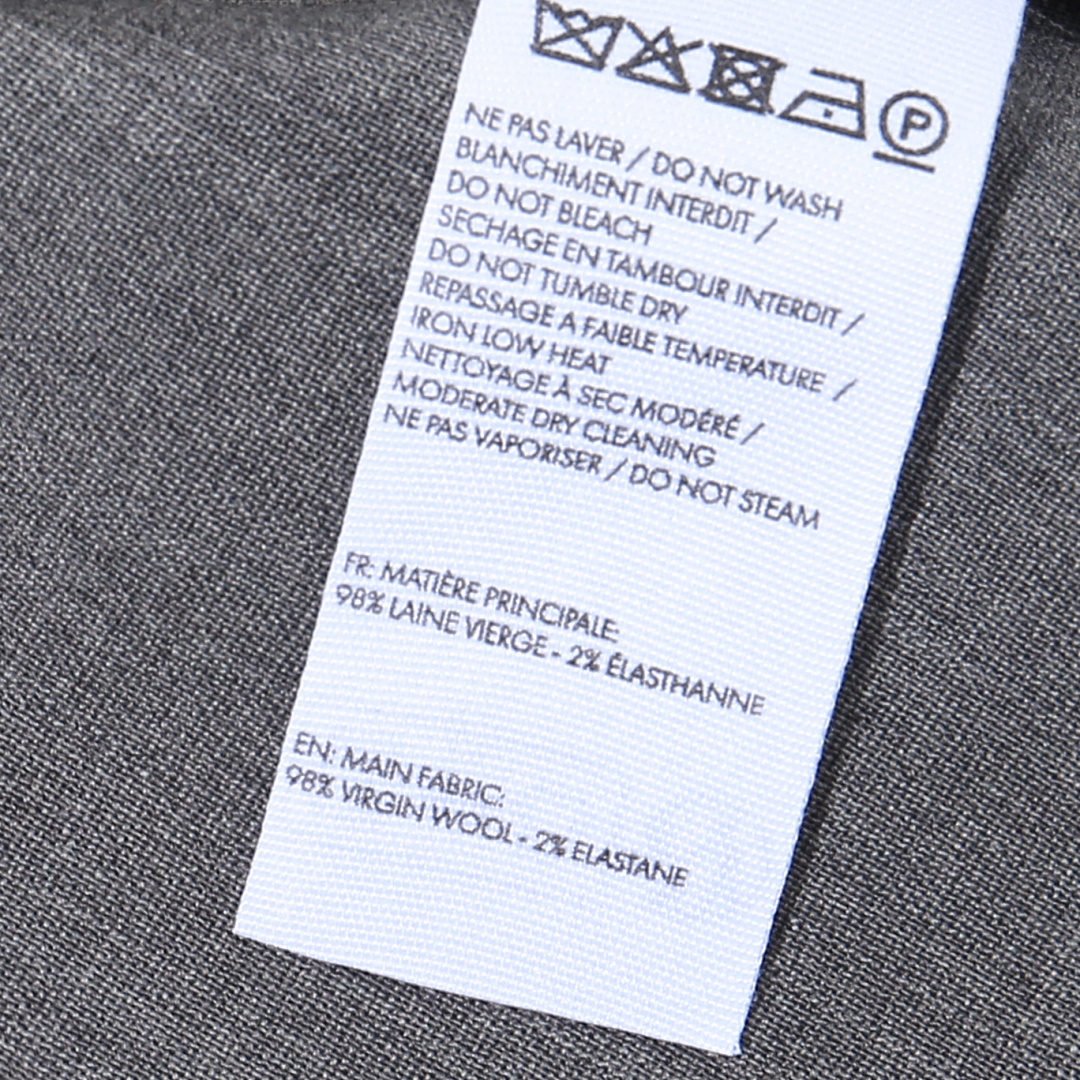 P
NE PAS LAVER / DO NOT WASH
BLANCHIMENT INTERDIT /
DO NOT BLEACH
SECHAGE EN TAMBOUR INTERDIT /
DO NOT TUMBLE DRY
REPASSAGE A FAIBLE TEMPERATURE /
IRON LOW HEAT
NETTOYAGE À SEC MODÉRÉ /
MODERATE DRY CLEANING
NE PAS VAPORISER / DO NOT STEAM
FR: MATIÈRE PRINCIPALE:
98% LAINE VIERGE - 2% ÉLASTHANNE
EN: MAIN FABRIC:
98% VIRGIN WOOL - 2% ELASTANE